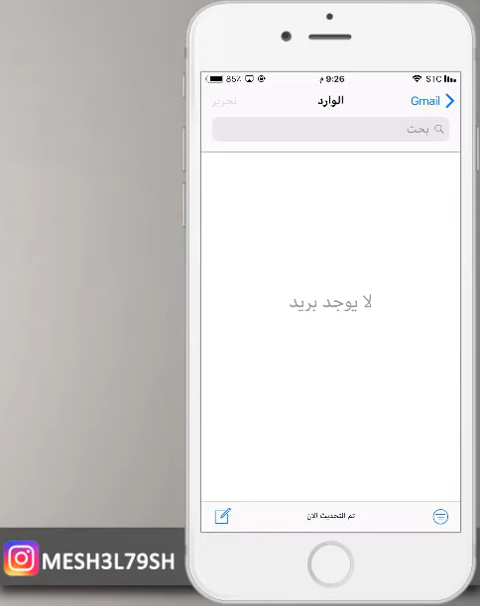 STC 9:26 م 85%
Gmail الوارد تحرير
بحث
لا يوجد بريد
تم التحديث الآن
MESH3L79SH